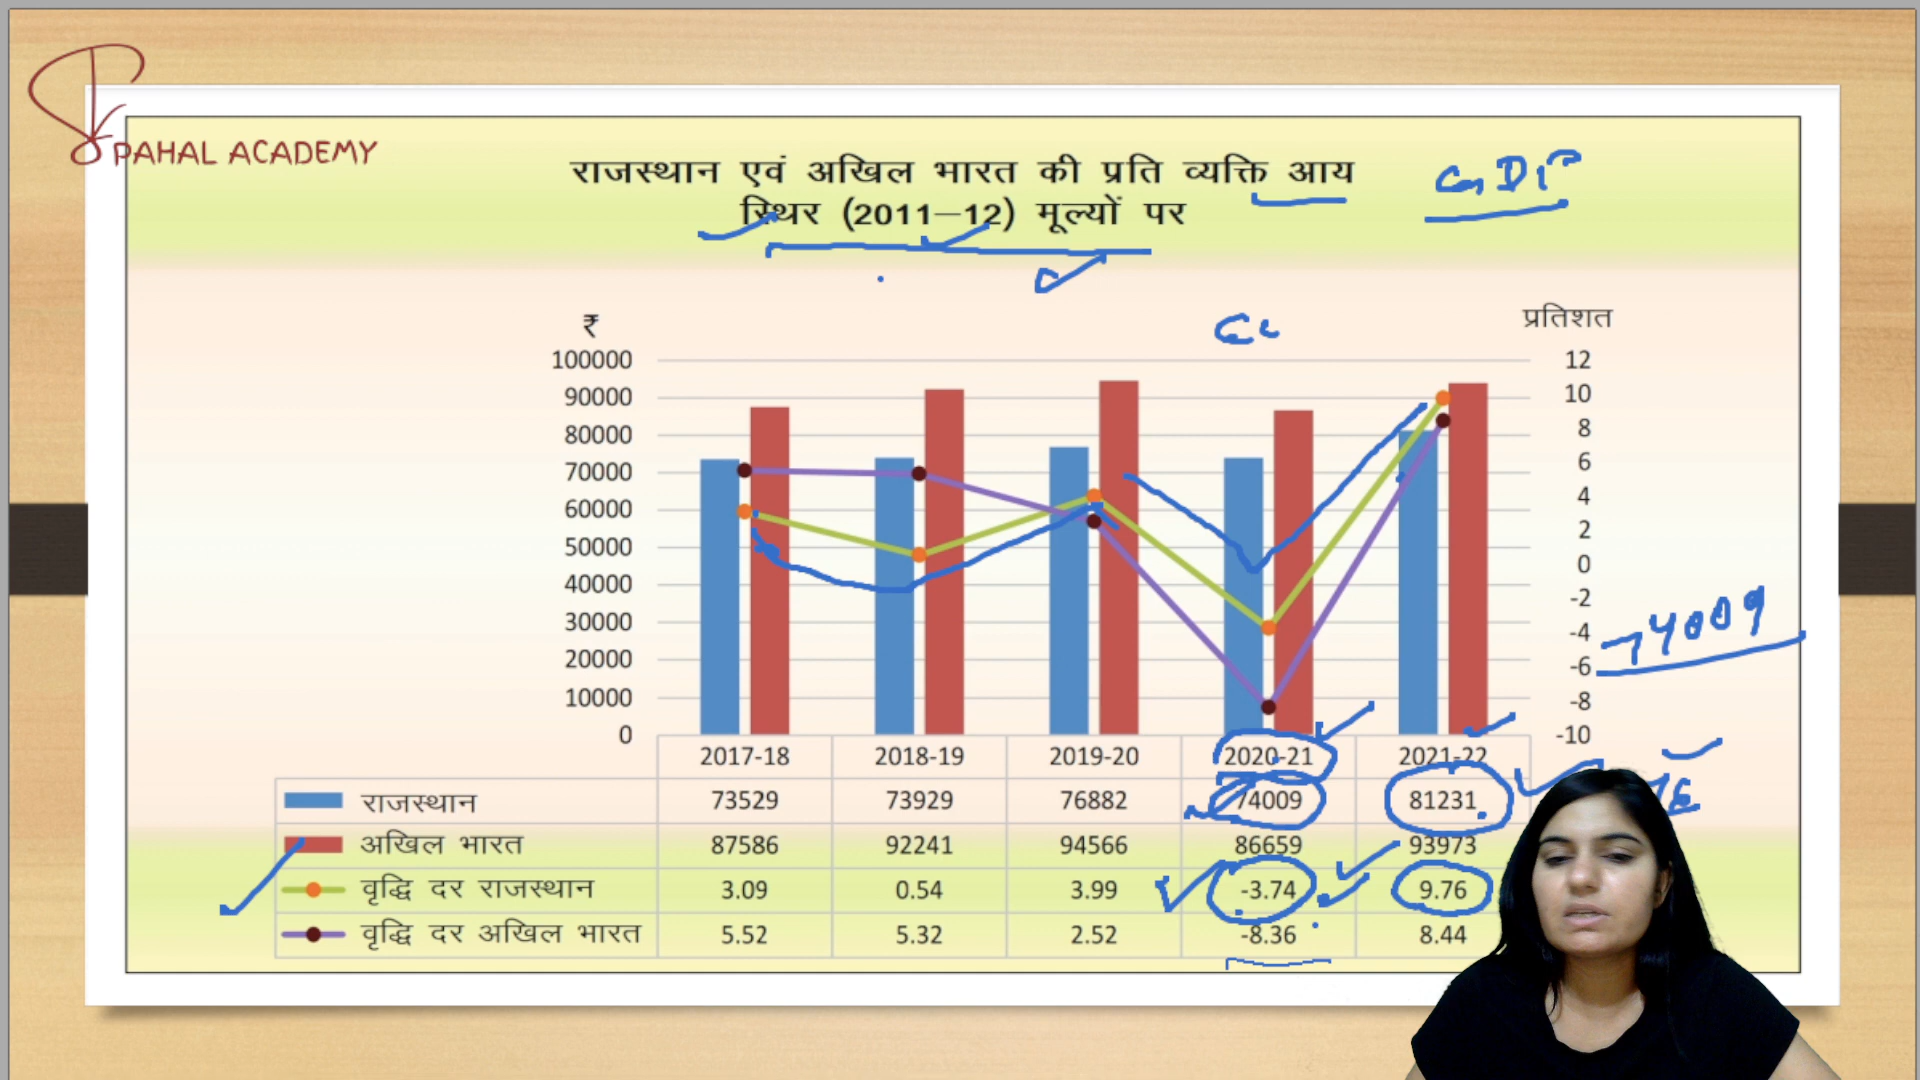 PAHAL ACADEMY
राजस्थान एवं अखिल भारत की प्रति व्यक्ति आय
स्थिर (2011–12) मूल्यों पर
GDP
₹
प्रतिशत
100000
90000
80000
70000
60000
50000
40000
30000
20000
10000
0
12
10
8
6
4
2
0
-2
-4
-6
-8
-10
74009
2017-18 2018-19 2019-20 2020-21 2021-22
राजस्थान 73529 73929 76882 74009 81231
अखिल भारत 87586 92241 94566 86659 93973
वृद्धि दर राजस्थान 3.09 0.54 3.99 -3.74 9.76
वृद्धि दर अखिल भारत 5.52 5.32 2.52 -8.36 8.44